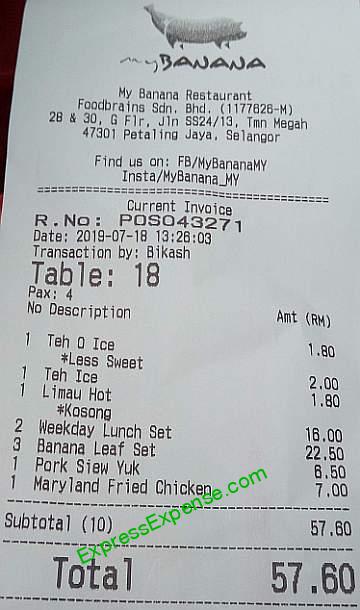 myBANANA
My Banana Restaurant
Foodbrains Sdn. Bhd. (1177626-M)
28 & 30, G Flr, Jln SS24/13, Tmn Megah
47301 Petaling Jaya, Selangor
Find us on: FB/MyBananaMY
Insta/MyBanana_MY
Current Invoice
R.No: POS043271
Date: 2019-07-18 13:26:03
Transaction by: Bikash
Table: 18
Pax: 4
No Description Amt (RM)
1 Teh O Ice 1.80
*Less Sweet
1 Teh Ice 2.00
1 Limau Hot 1.80
*Kosong
2 Weekday Lunch Set 16.00
3 Banana Leaf Set 22.50
1 Pork Siew Yuk 6.50
1 Maryland Fried Chicken 7.00
ExpressExpense.com
Subtotal (10) 57.60
Total 57.60